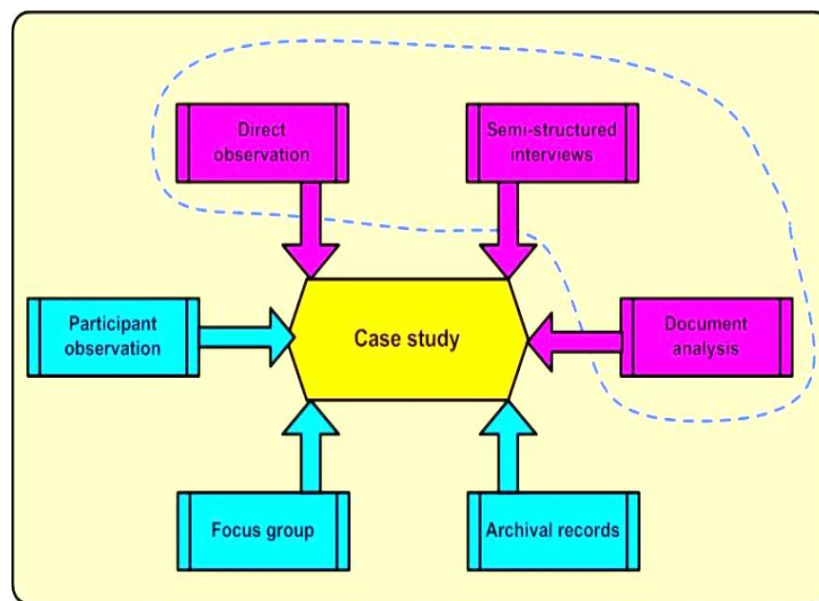 Direct
observation
Semi-structured
interviews
Participant
observation
Case study
Document
analysis
Focus group
Archival records